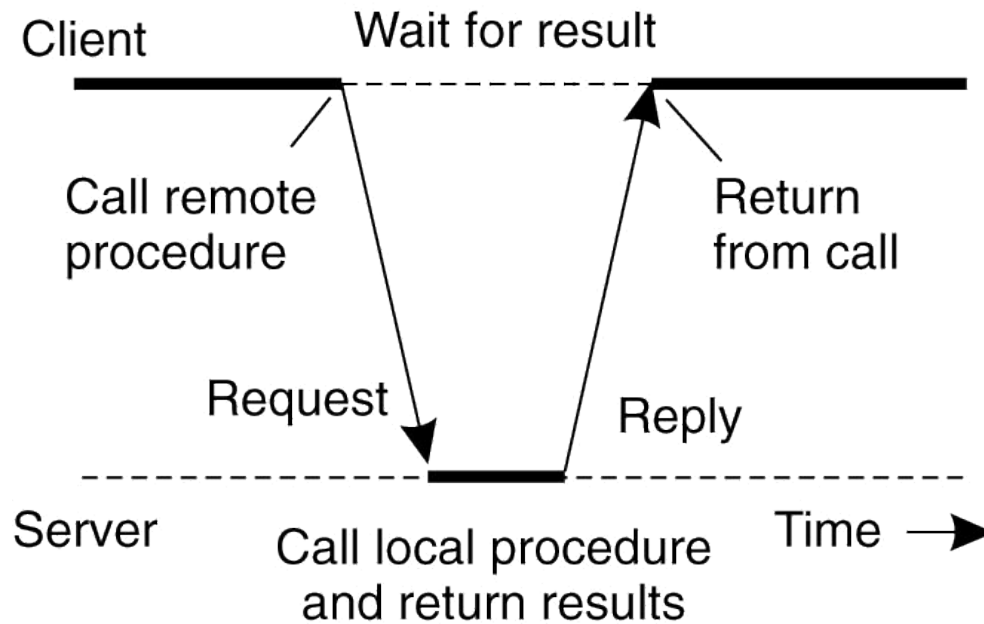 Client
Wait for result
Call remote
procedure
Return
from call
Request
Reply
Server
Call local procedure
and return results
Time